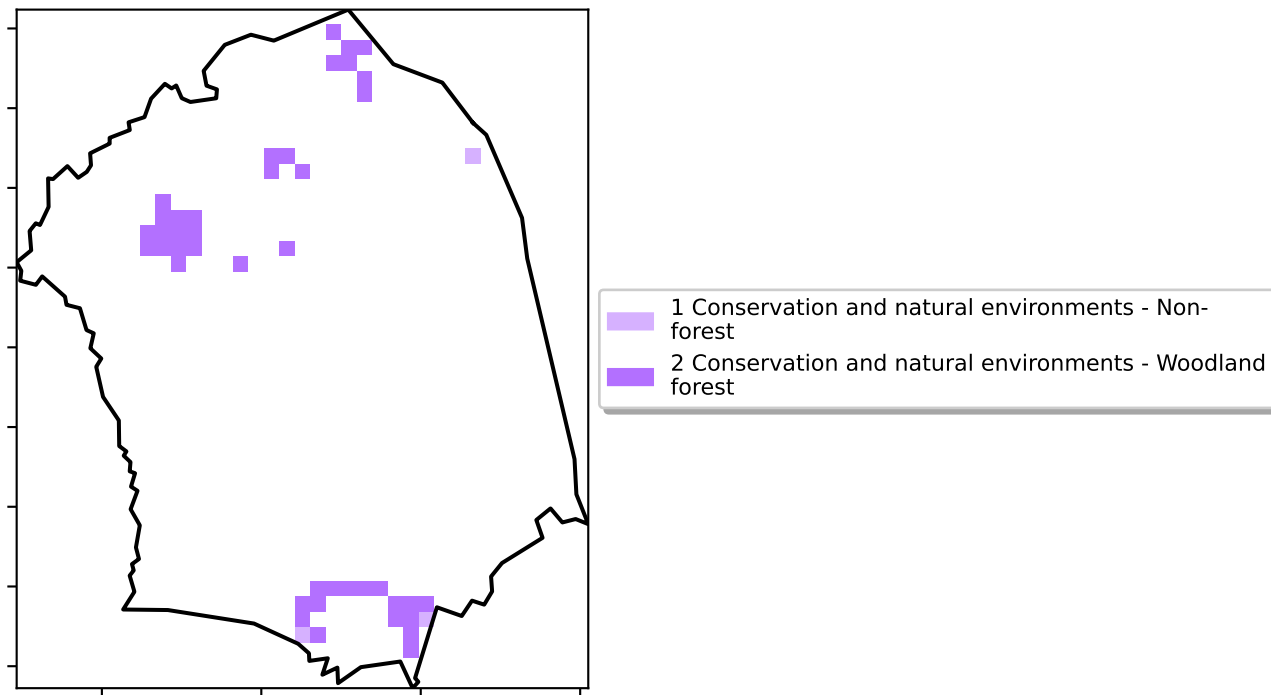 1 Conservation and natural environments - Non-
forest
2 Conservation and natural environments - Woodland
forest